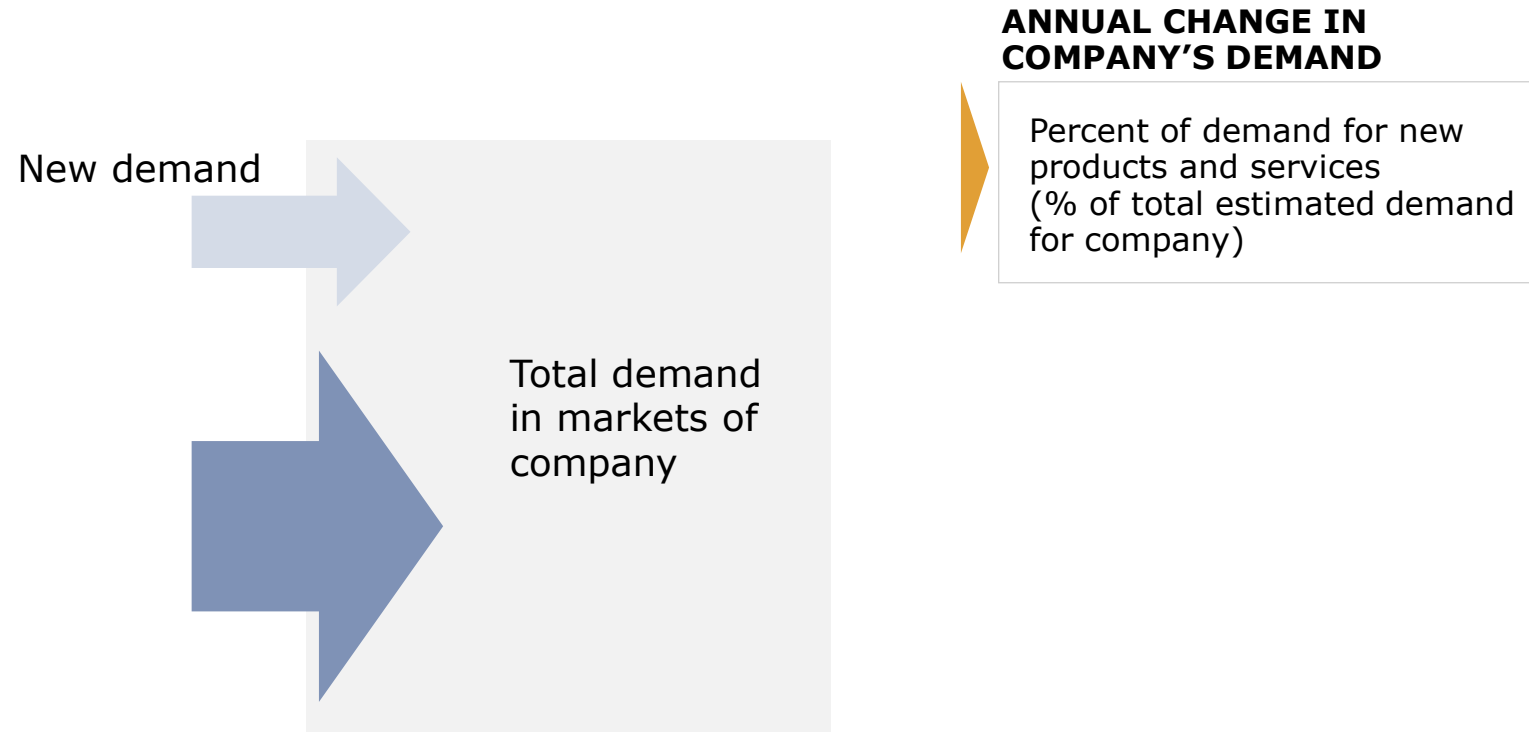 ANNUAL CHANGE IN
COMPANY’S DEMAND
New demand
Percent of demand for new
products and services
(% of total estimated demand
for company)
Total demand
in markets of
company